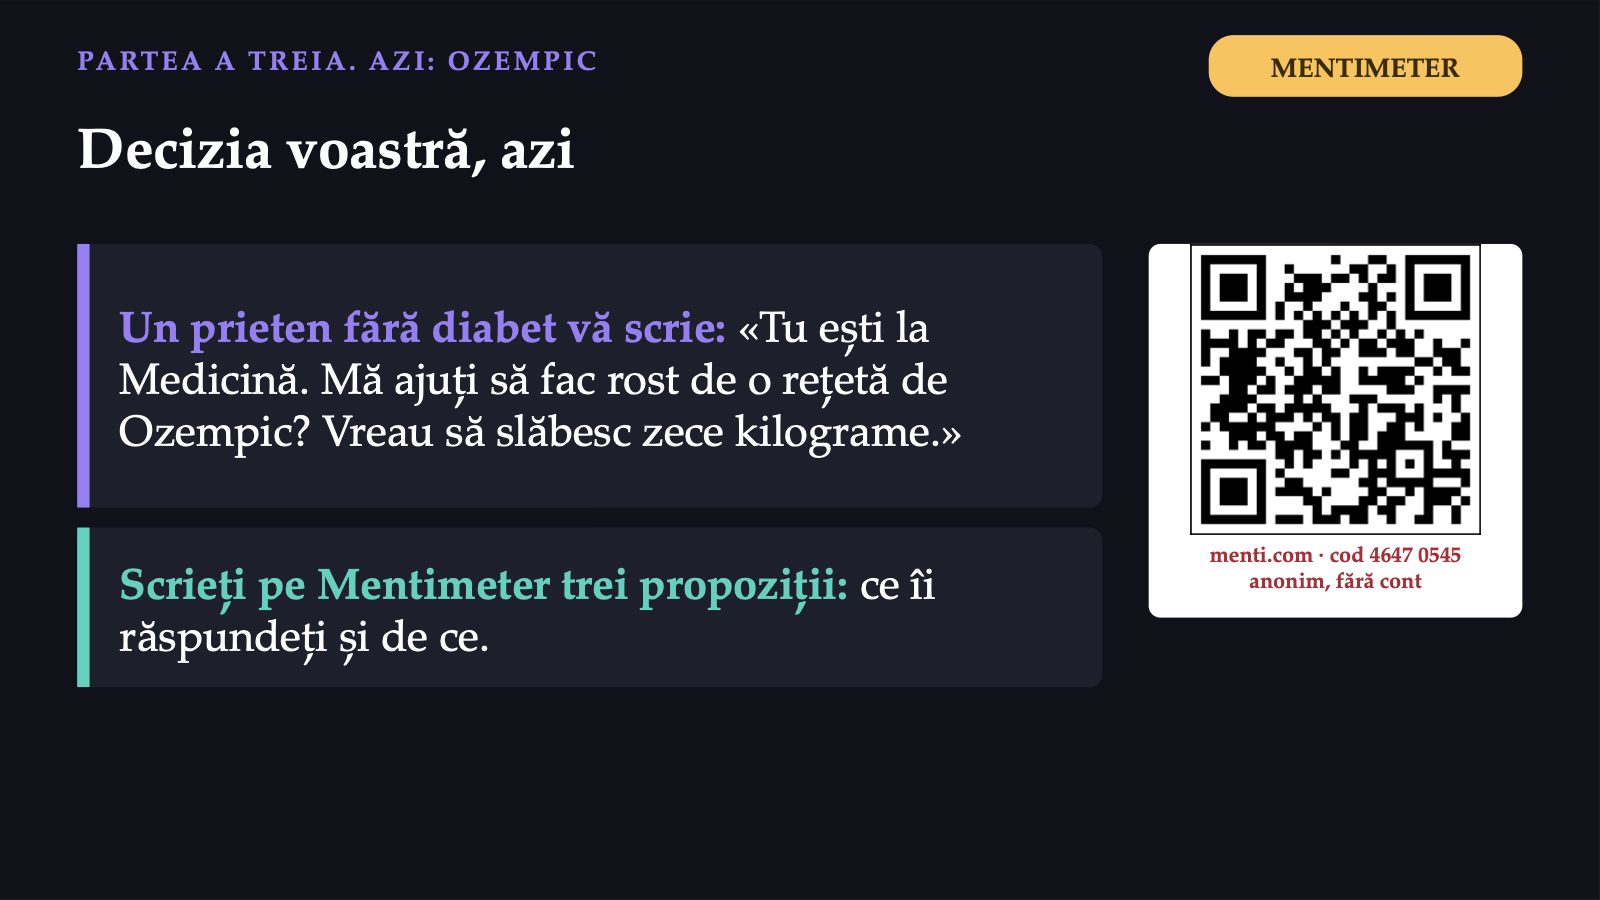 PARTEA A TREIA. AZI: OZEMPIC
MENTIMETER
Decizia voastră, azi
Un prieten fără diabet vă scrie: «Tu ești la
Medicină. Mă ajuți să fac rost de o rețetă de
Ozempic? Vreau să slăbesc zece kilograme.»
Scrieți pe Mentimeter trei propoziții: ce îi
răspundeți și de ce.
menti.com · cod 4647 0545
anonim, fără cont